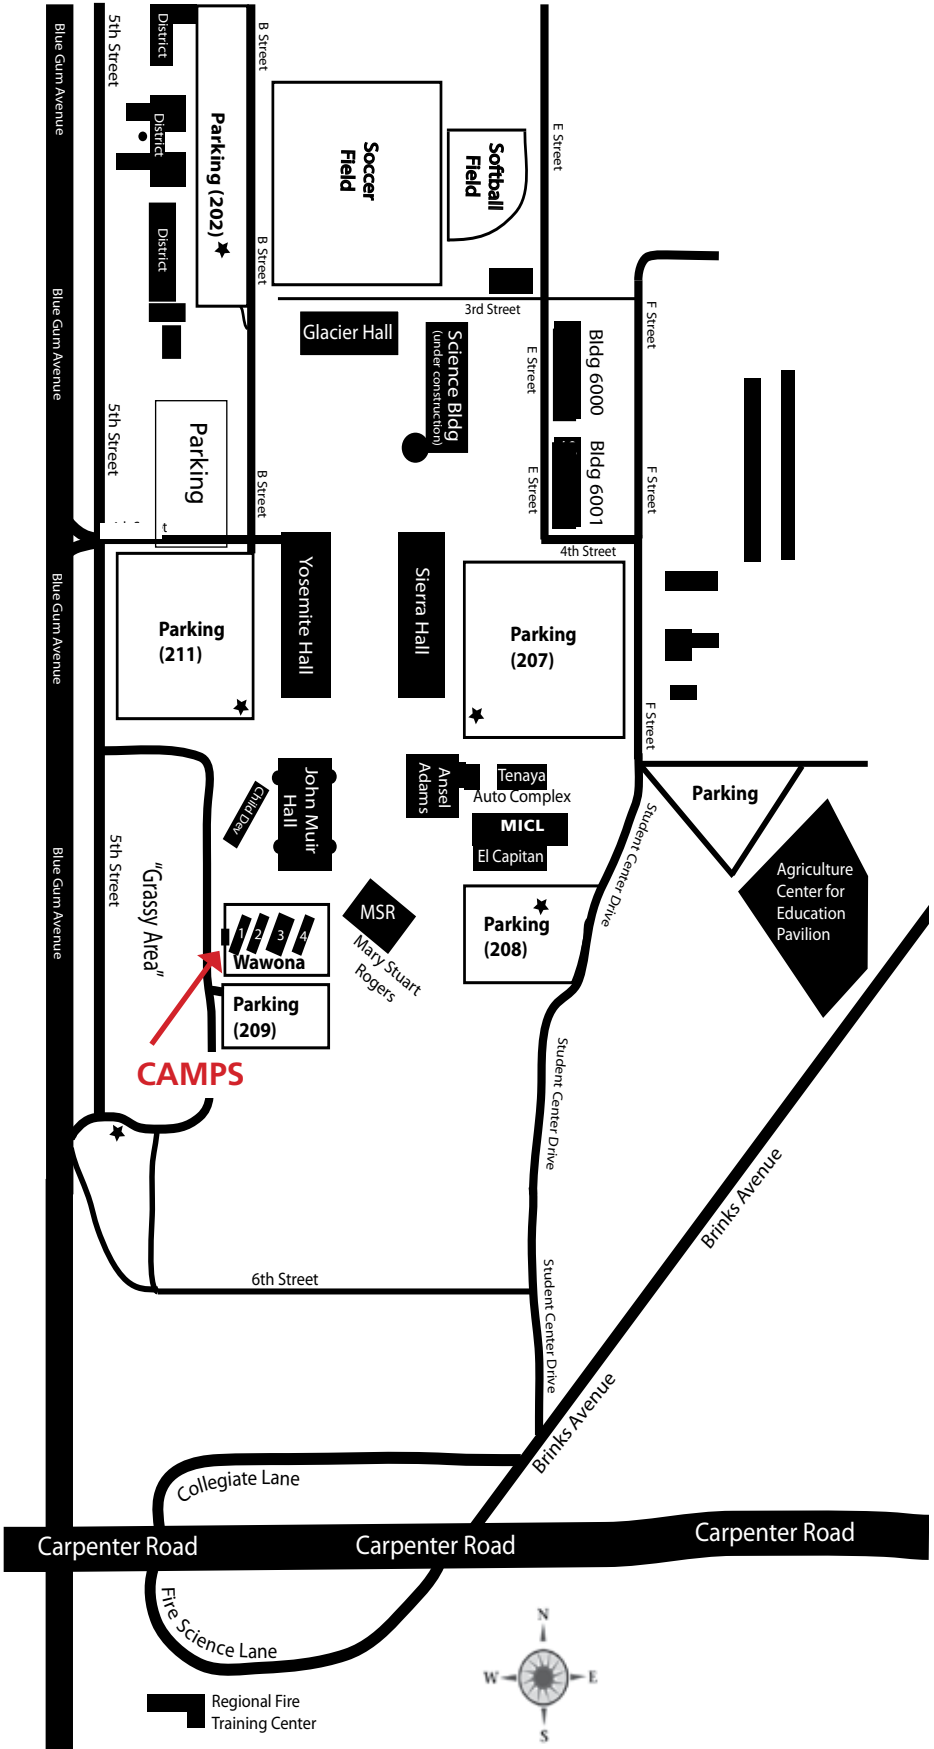 Blue Gum Avenue
5th Street
District
B Street
Parking (202)
District
Soccer
Field
Softball
Field
E Street
District
B Street
3rd Street
F Street
Blue Gum Avenue
Glacier Hall
Science Bldg
(under construction)
E Street
Bldg 6000
5th Street
Parking
B Street
E Street
Bldg 6001
F Street
t
4th Street
Blue Gum Avenue
Parking
(211)
Yosemite Hall
Sierra Hall
Parking
(207)
F Street
John Muir
Hall
Child Dev
Ansel
Adams
Tenaya
Auto Complex
MICL
El Capitan
Student Center Drive
Parking
Agriculture
Center for
Education
Pavilion
Blue Gum Avenue
5th Street
"Grassy Area"
1
2
3
4
Wawona
MSR
Mary Stuart
Rogers
Parking
(208)
Parking
(209)
CAMPS
Student Center Drive
Brinks Avenue
6th Street
Student Center Drive
Brinks Avenue
Collegiate Lane
Carpenter Road
Carpenter Road
Carpenter Road
Fire Science Lane
N
W
E
S
Regional Fire
Training Center